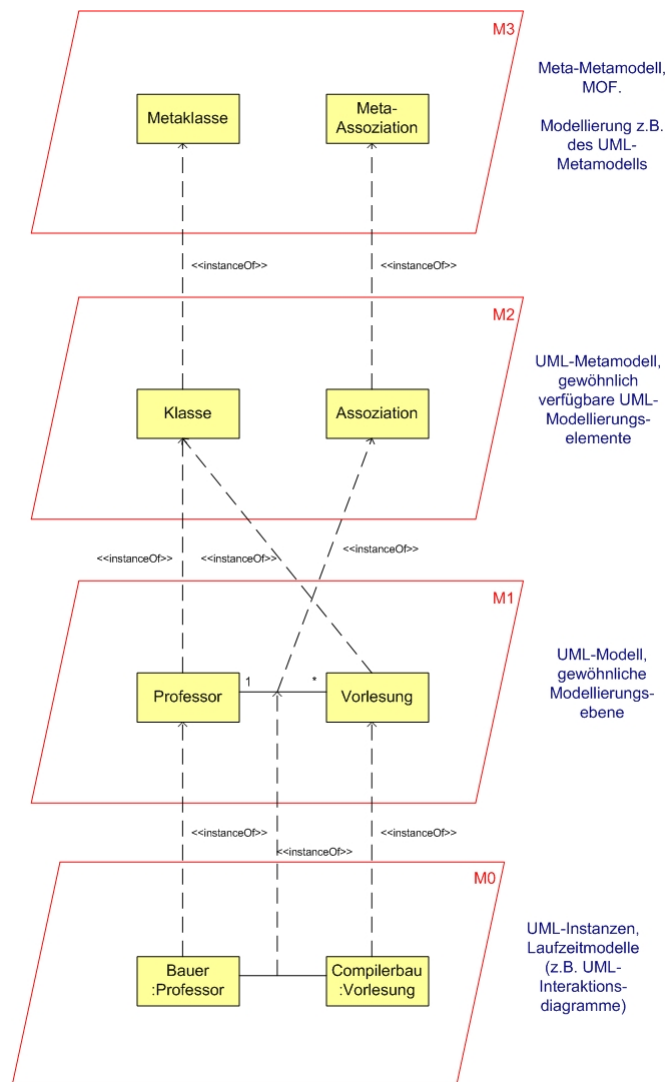 M3
Metaklasse
Meta-
Assoziation
Meta-Metamodell,
MOF.
Modellierung z.B.
des UML-
Metamodells
<<instanceOf>>
<<instanceOf>>
M2
Klasse
Assoziation
UML-Metamodell,
gewöhnlich
verfügbare UML-
Modellierungs-
elemente
<<instanceOf>>
<<instanceOf>>
<<instanceOf>>
M1
Professor
1
*
Vorlesung
UML-Modell,
gewöhnliche
Modellierungs-
ebene
<<instanceOf>>
<<instanceOf>>
<<instanceOf>>
M0
Bauer
:Professor
Compilerbau
:Vorlesung
UML-Instanzen,
Laufzeitmodelle
(z.B. UML-
Interaktions-
diagramme)